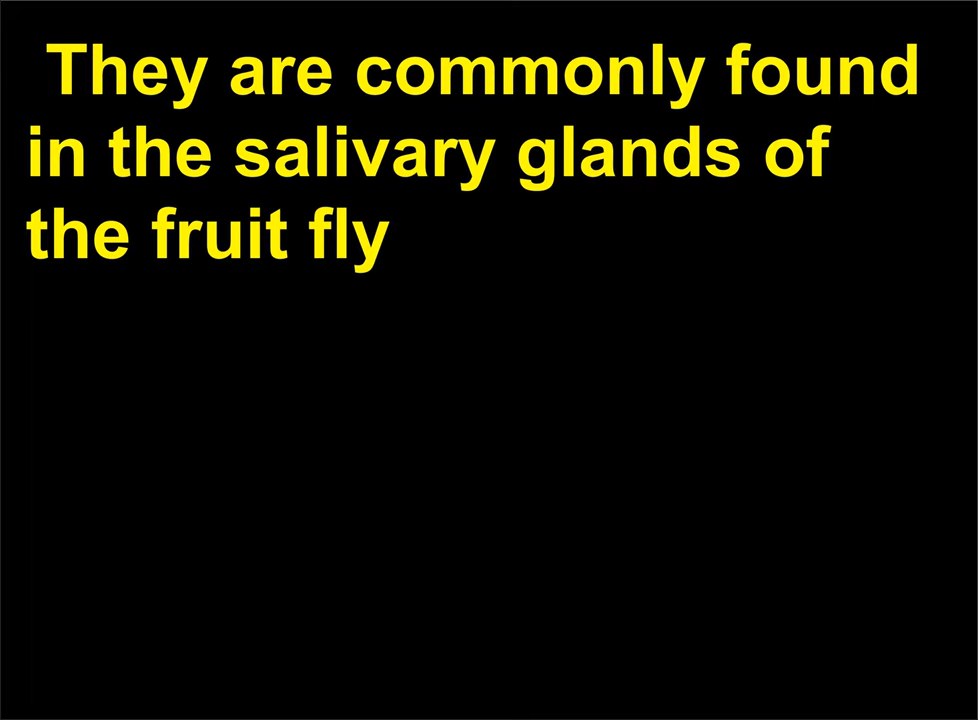 They are commonly found
in the salivary glands of
the fruit fly